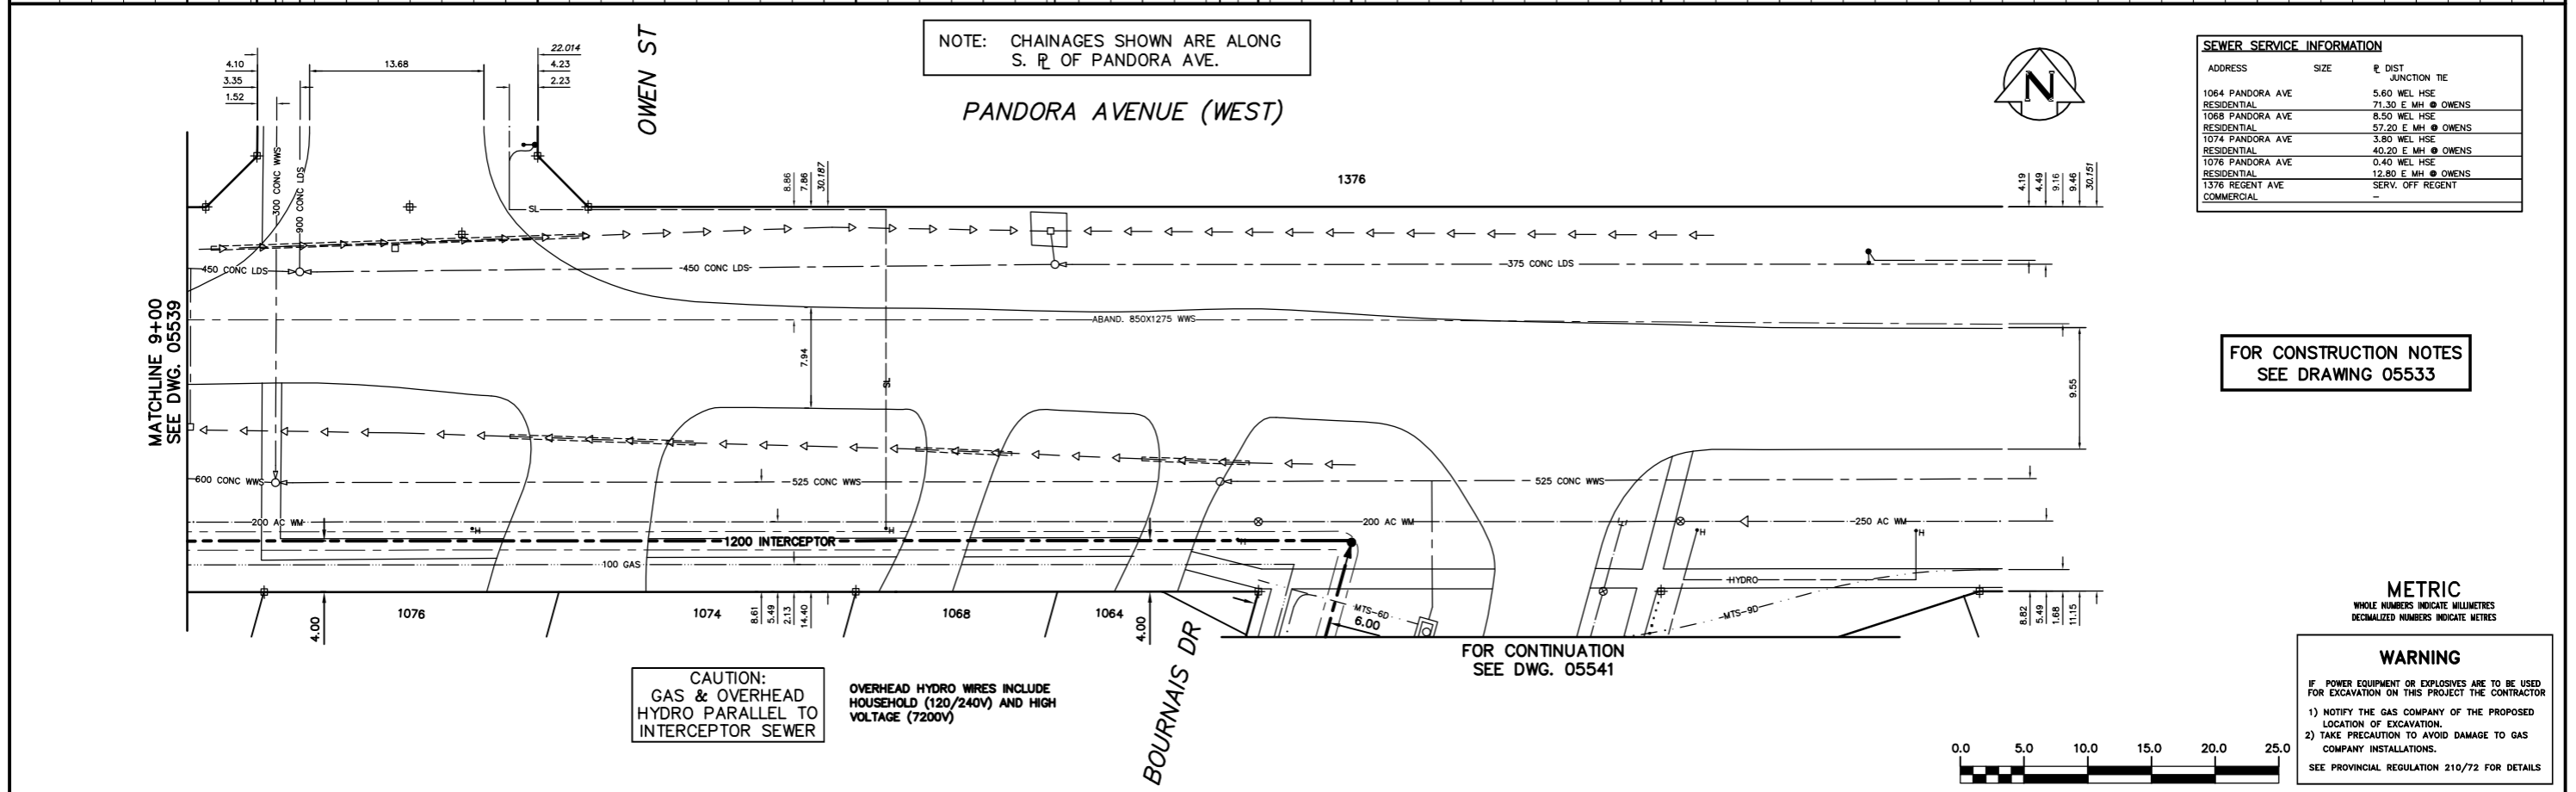 NOTE: CHAINAGES SHOWN ARE ALONG
S. ℄ OF PANDORA AVE.
PANDORA AVENUE (WEST)
OWEN ST
N
4.10
3.35
1.52
13.68
22.014
4.23
2.23
SEWER SERVICE INFORMATION
ADDRESS SIZE ℄ DIST
JUNCTION TIE
1064 PANDORA AVE 5.60 WEL HSE
RESIDENTIAL 71.30 E MH @ OWENS
1068 PANDORA AVE 8.50 WEL HSE
RESIDENTIAL 57.20 E MH @ OWENS
1074 PANDORA AVE 3.80 WEL HSE
RESIDENTIAL 40.20 E MH @ OWENS
1076 PANDORA AVE 0.40 WEL HSE
RESIDENTIAL 12.80 E MH @ OWENS
1376 REGENT AVE SERV. OFF REGENT
COMMERCIAL –
300 CONC WWS
900 CONC LDS
8.86
7.86
30.187
1376
4.19
4.49
9.16
9.46
30.151
SL
450 CONC LDS
450 CONC LDS
375 CONC LDS
MATCHLINE 9+00
SEE DWG. 05539
ABAND. 850X1275 WWS
7.94
SL
9.55
FOR CONSTRUCTION NOTES
SEE DRAWING 05533
600 CONC WWS
525 CONC WWS
525 CONC WWS
200 AC WM
H
H
H
200 AC WM
250 AC WM
H
H
1200 INTERCEPTOR
100 GAS
HYDRO
MTS-6D
MTS-9D
6.00
4.00
1076
1074
8.61
5.49
2.13
14.40
1068
1064
4.00
8.82
5.49
1.68
11.15
BOURNAIS DR
FOR CONTINUATION
SEE DWG. 05541
CAUTION:
GAS & OVERHEAD
HYDRO PARALLEL TO
INTERCEPTOR SEWER
OVERHEAD HYDRO WIRES INCLUDE
HOUSEHOLD (120/240V) AND HIGH
VOLTAGE (7200V)
METRIC
WHOLE NUMBERS INDICATE MILLIMETRES
DECIMALIZED NUMBERS INDICATE METRES
WARNING
IF POWER EQUIPMENT OR EXPLOSIVES ARE TO BE USED
FOR EXCAVATION ON THIS PROJECT THE CONTRACTOR
1) NOTIFY THE GAS COMPANY OF THE PROPOSED
LOCATION OF EXCAVATION.
2) TAKE PRECAUTION TO AVOID DAMAGE TO GAS
COMPANY INSTALLATIONS.
SEE PROVINCIAL REGULATION 210/72 FOR DETAILS
0.0 5.0 10.0 15.0 20.0 25.0